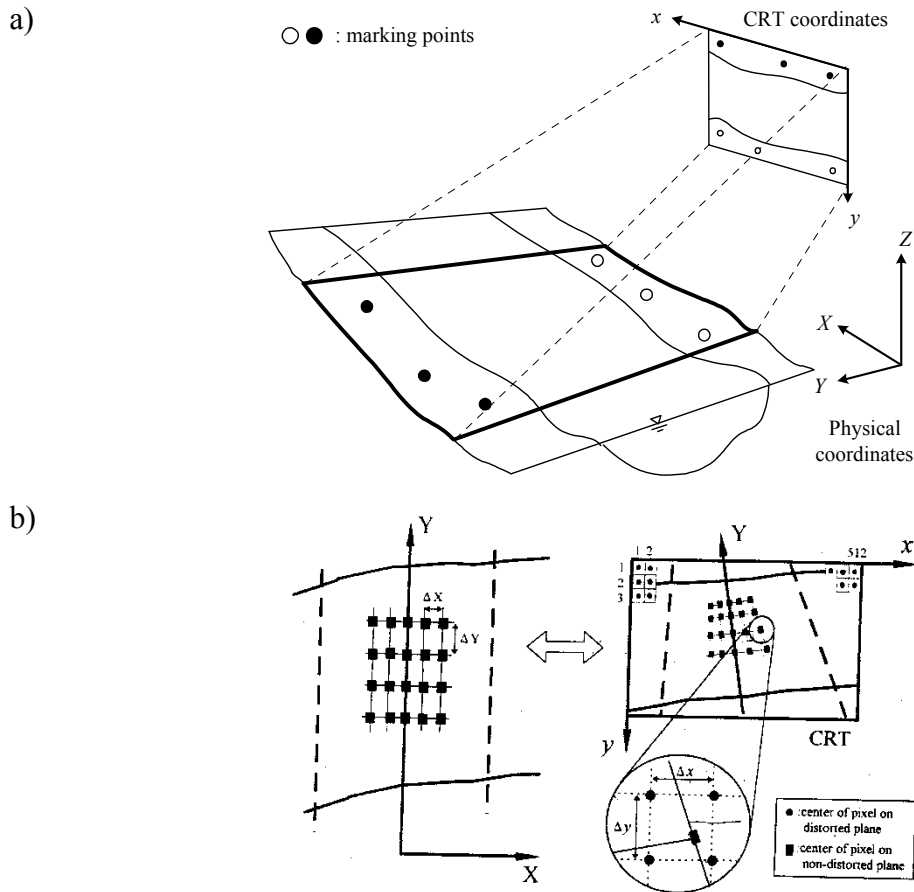 a)
x
CRT coordinates
: marking points
y
Z
X
Y
Physical
coordinates
b)
Y
ΔX
ΔY
X
Y
x
1 2
512
1
2
3
y
CRT
Δx
Δy
:center of pixel on
distorted plane
:center of pixel on
non-distorted plane